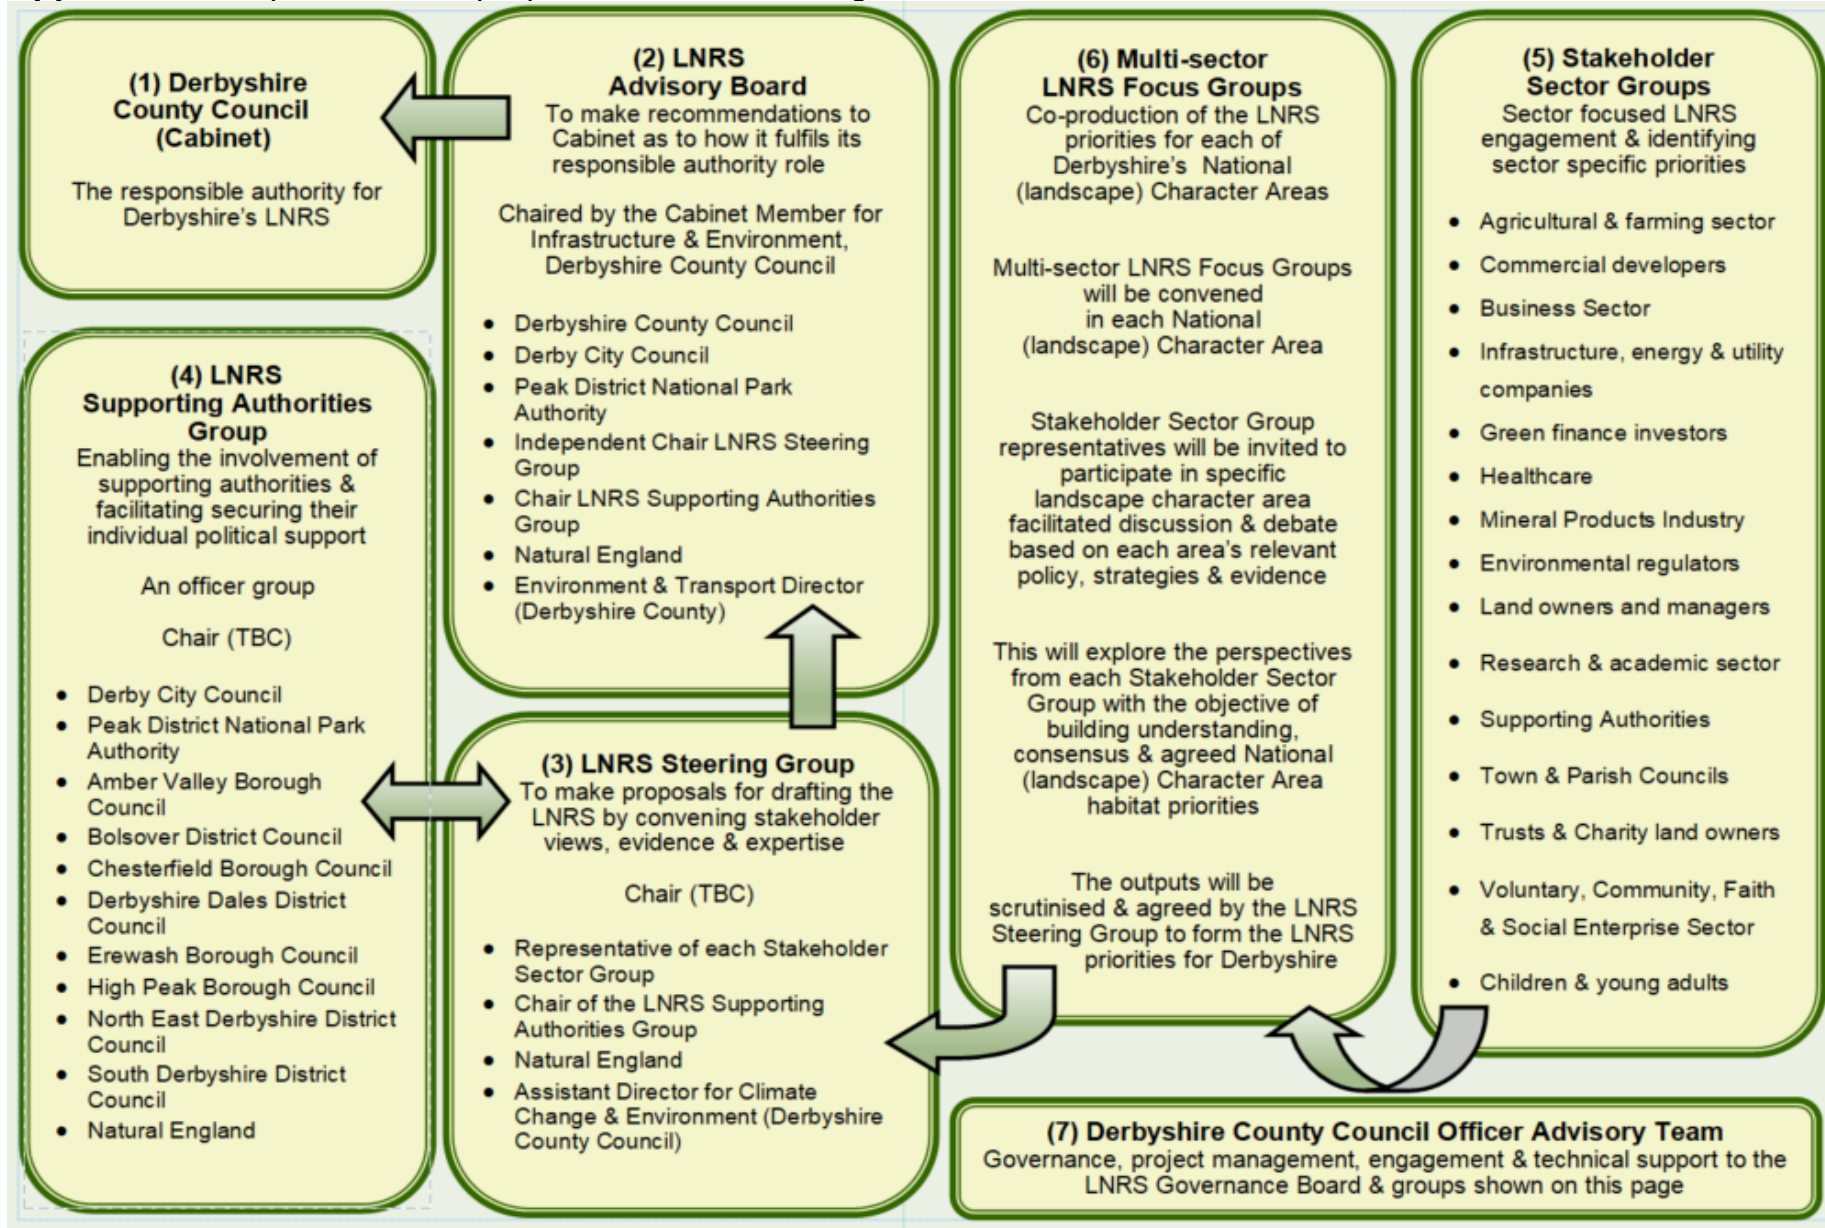 (1) Derbyshire
County Council
(Cabinet)
The responsible authority for
Derbyshire's LNRS
(2) LNRS
Advisory Board
To make recommendations to
Cabinet as to how it fulfils its
responsible authority role
Chaired by the Cabinet Member for
Infrastructure & Environment,
Derbyshire County Council
● Derbyshire County Council
● Derby City Council
● Peak District National Park
Authority
● Independent Chair LNRS Steering
Group
● Chair LNRS Supporting Authorities
Group
● Natural England
● Environment & Transport Director
(Derbyshire County)
(3) LNRS Steering Group
To make proposals for drafting the
LNRS by convening stakeholder
views, evidence & expertise
Chair (TBC)
● Representative of each Stakeholder
Sector Group
● Chair of the LNRS Supporting
Authorities Group
● Natural England
● Assistant Director for Climate
Change & Environment (Derbyshire
County Council)
(4) LNRS
Supporting Authorities
Group
Enabling the involvement of
supporting authorities &
facilitating securing their
individual political support
An officer group
Chair (TBC)
● Derby City Council
● Peak District National Park
Authority
● Amber Valley Borough
Council
● Bolsover District Council
● Chesterfield Borough Council
● Derbyshire Dales District
Council
● Erewash Borough Council
● High Peak Borough Council
● North East Derbyshire District
Council
● South Derbyshire District
Council
● Natural England
(6) Multi-sector
LNRS Focus Groups
Co-production of the LNRS
priorities for each of
Derbyshire's National
(landscape) Character Areas
Multi-sector LNRS Focus Groups
will be convened
in each National
(landscape) Character Area
Stakeholder Sector Group
representatives will be invited to
participate in specific
landscape character area
facilitated discussion & debate
based on each area's relevant
policy, strategies & evidence
This will explore the perspectives
from each Stakeholder Sector
Group with the objective of
building understanding,
consensus & agreed National
(landscape) Character Area
habitat priorities
The outputs will be
scrutinised & agreed by the LNRS
Steering Group to form the LNRS
priorities for Derbyshire
(5) Stakeholder
Sector Groups
Sector focused LNRS
engagement & identifying
sector specific priorities
● Agricultural & farming sector
● Commercial developers
● Business Sector
● Infrastructure, energy & utility
companies
● Green finance investors
● Healthcare
● Mineral Products Industry
● Environmental regulators
● Land owners and managers
● Research & academic sector
● Supporting Authorities
● Town & Parish Councils
● Trusts & Charity land owners
● Voluntary, Community, Faith
& Social Enterprise Sector
● Children & young adults
(7) Derbyshire County Council Officer Advisory Team
Governance, project management, engagement & technical support to the
LNRS Governance Board & groups shown on this page